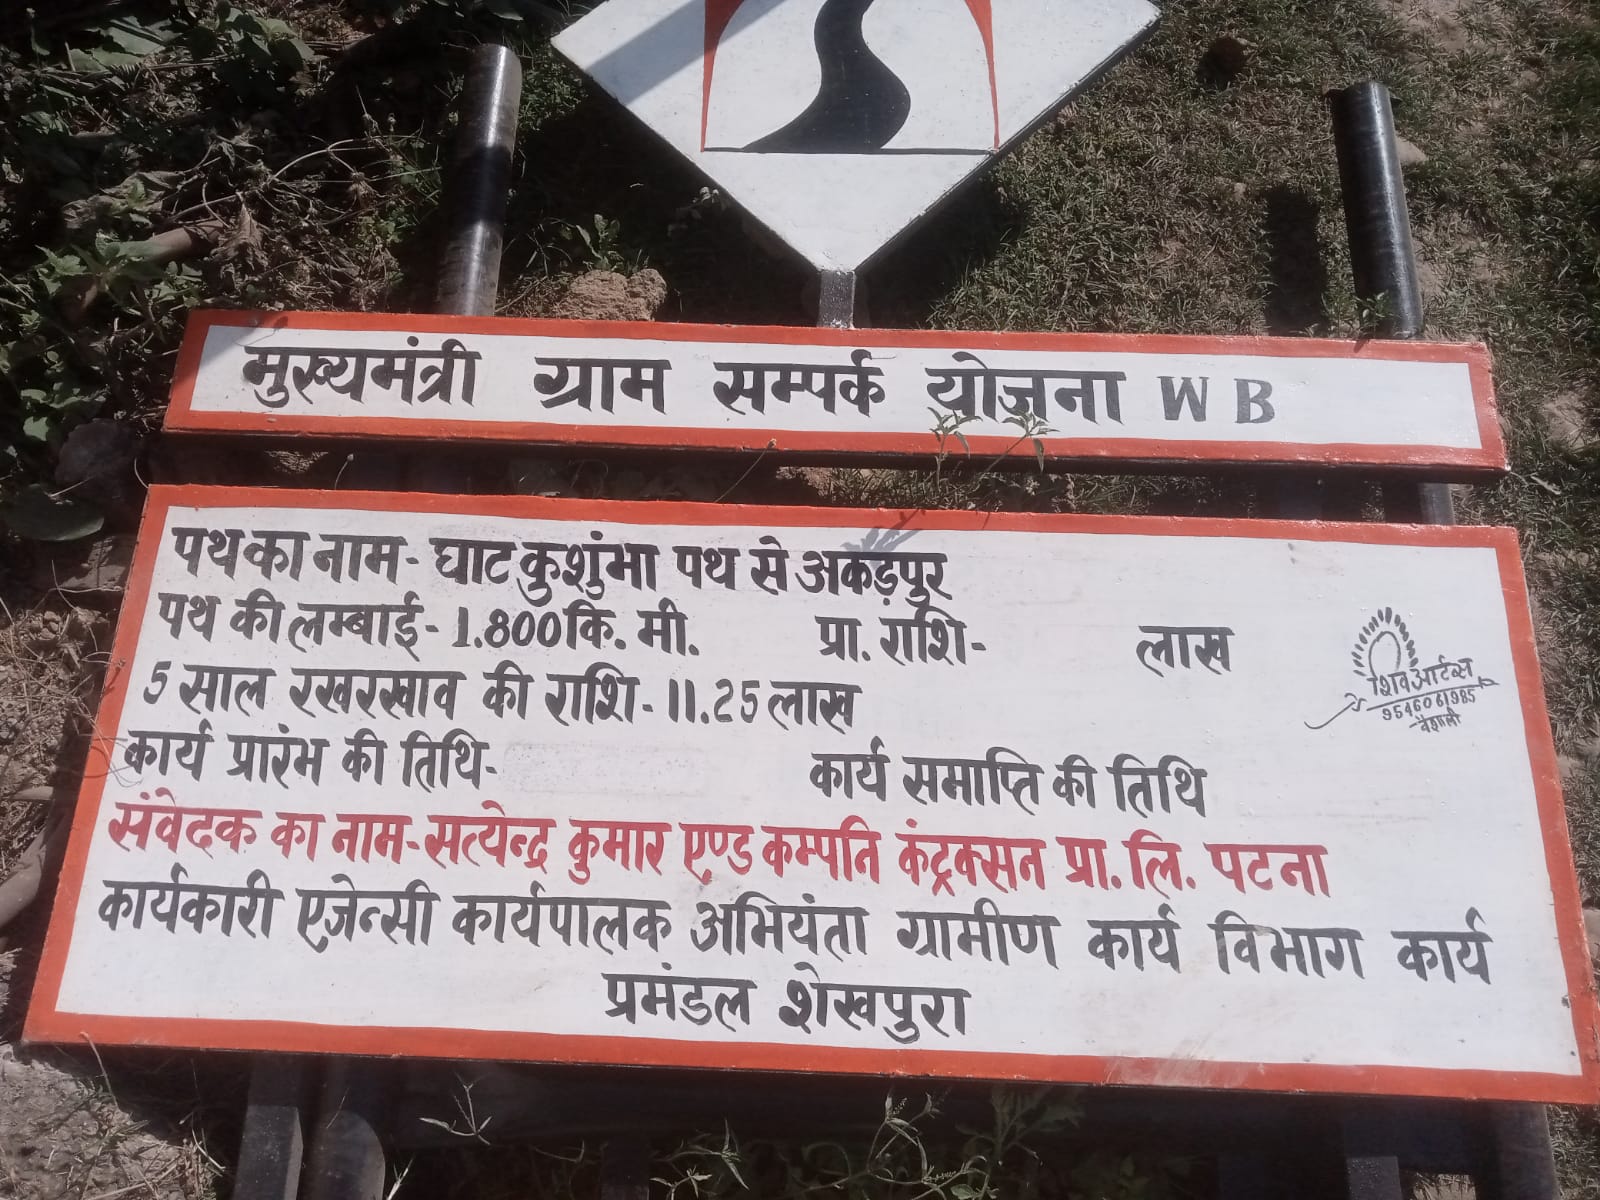 मुख्यमंत्री ग्राम सम्पर्क योजना W B
पथ का नाम- घाट कुशुंभा पथ से अकड़पुर
पथ की लम्बाई- 1.800 कि. मी. प्रा. राशि- लाख
5 साल रखरखाव की राशि- 11.25 लाख
कार्य प्रारंभ की तिथि- कार्य समाप्ति की तिथि
संवेदक का नाम- सत्येन्द्र कुमार एण्ड कम्पनि कंट्रक्सन प्रा. लि. पटना
कार्यकारी एजेन्सी कार्यपालक अभियंता ग्रामीण कार्य विभाग कार्य
प्रमंडल शेखपुरा
शिव आर्टस
9546061985
वैशाली